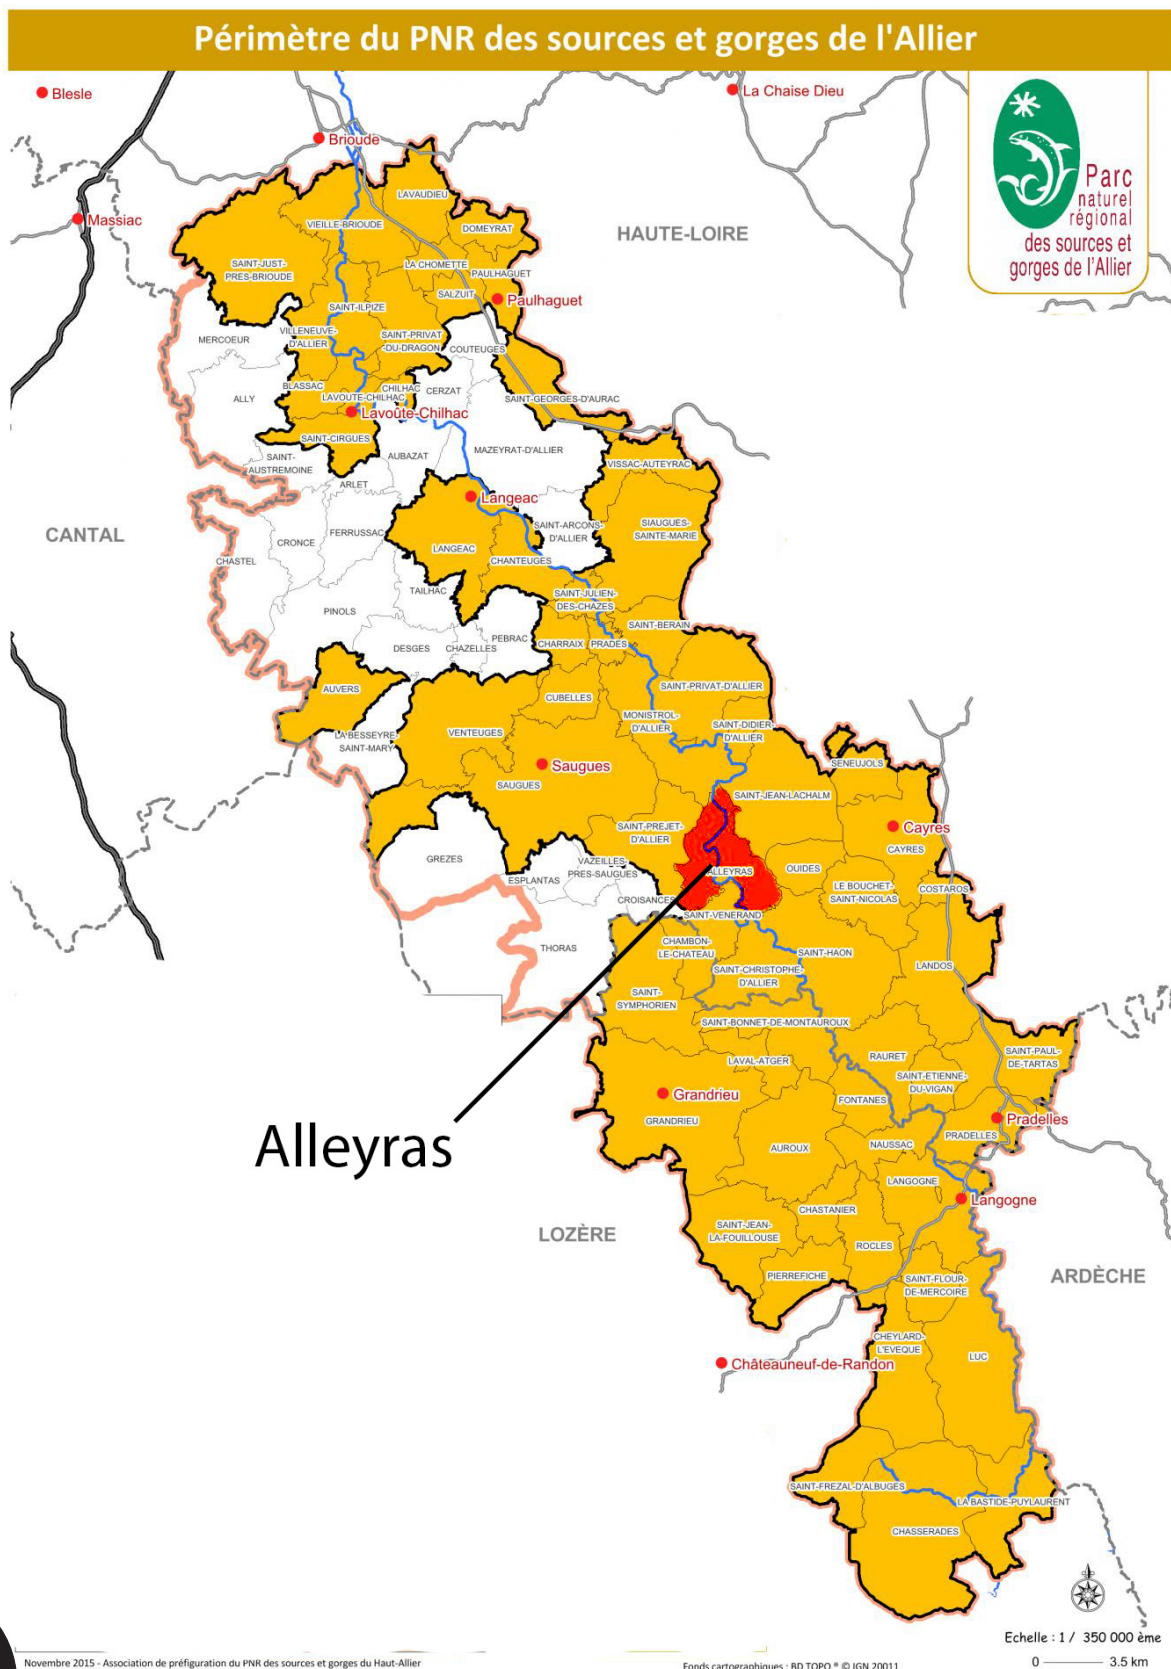 Périmètre du PNR des sources et gorges de l'Allier
Blesle
La Chaise Dieu
Brioude
Parc
naturel
régional
des sources et
gorges de l'Allier
LAVAUDIEU
Massiac
VIEILLE-BRIOUDE
DOMEYRAT
HAUTE-LOIRE
SAINT-JUST-
PRES-BRIOUDE
LA CHOMETTE
PAULHAGUET
SALZUIT
Paulhaguet
SAINT-ILPIZE
MERCOEUR
VILLENEUVE-
D'ALLIER
SAINT-PRIVAT
-DU-DRAGON
COUTEUGES
BLASSAC
CHILHAC
CERZAT
ALLY
LAVOUTE-CHILHAC
SAINT-GEORGES-D'AURAC
Lavoûte-Chilhac
SAINT-CIRGUES
SAINT-
AUSTREMOINE
AUBAZAT
MAZEYRAT-D'ALLIER
VISSAC-AUTEYRAC
ARLET
Langeac
CANTAL
FERRUSSAC
CRONCE
LANGEAC
SAINT-ARCONS-
D'ALLIER
SIAUGUES-
SAINTE-MARIE
CHASTEL
CHANTEUGES
TAILHAC
SAINT-JULIEN-
DES-CHAZES
PINOLS
SAINT-BERAIN
DESGES
CHAZELLES
PEBRAC
CHARRAIX
PRADES
AUVERS
CUBELLES
SAINT-PRIVAT-D'ALLIER
MONISTROL-
D'ALLIER
SAINT-DIDIER-
D'ALLIER
LA BESSEYRE-
SAINT-MARY
VENTEUGES
SENEUJOLS
Saugues
SAUGUES
SAINT-JEAN-LACHALM
SAINT-PREJET-
D'ALLIER
Cayres
CAYRES
GREZES
VAZEILLES-
PRES-SAUGUES
ALLEYRAS
OUIDES
ESPLANTAS
LE BOUCHET-
SAINT-NICOLAS
COSTAROS
CROISANCES
SAINT-VENERAND
THORAS
CHAMBON-
LE-CHATEAU
SAINT-HAON
SAINT-CHRISTOPHE-
D'ALLIER
LANDOS
SAINT-
SYMPHORIEN
SAINT-BONNET-DE-MONTAUROUX
LAVAL-ATGER
RAURET
SAINT-PAUL-
DE-TARTAS
SAINT-ETIENNE-
DU-VIGAN
Grandrieu
GRANDRIEU
FONTANES
Pradelles
PRADELLES
Alleyras
AUROUX
NAUSSAC
LANGOGNE
Langogne
CHASTANIER
LOZÈRE
SAINT-JEAN-
LA-FOUILLOUSE
ROCLES
PIERREFICHE
SAINT-FLOUR-
DE-MERCOIRE
ARDÈCHE
CHEYLARD-
L'EVEQUE
LUC
Châteauneuf-de-Randon
SAINT-FREZAL-D'ALBUGES
LA BASTIDE-PUYLAURENT
CHASSERADES
Echelle : 1 / 350 000 ème
0 3.5 km
Novembre 2015 - Association de préfiguration du PNR des sources et gorges du Haut-Allier
Fonds cartographiques : BD TOPO ® © IGN 20011